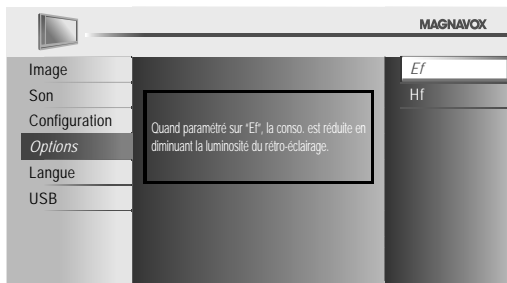 MAGNAVOX
Image
Son
Configuration
Options
Langue
USB
Quand paramétré sur “Ef”, la conso. est réduite en
diminuant la luminosité du rétro-éclairage.
Ef
Hf